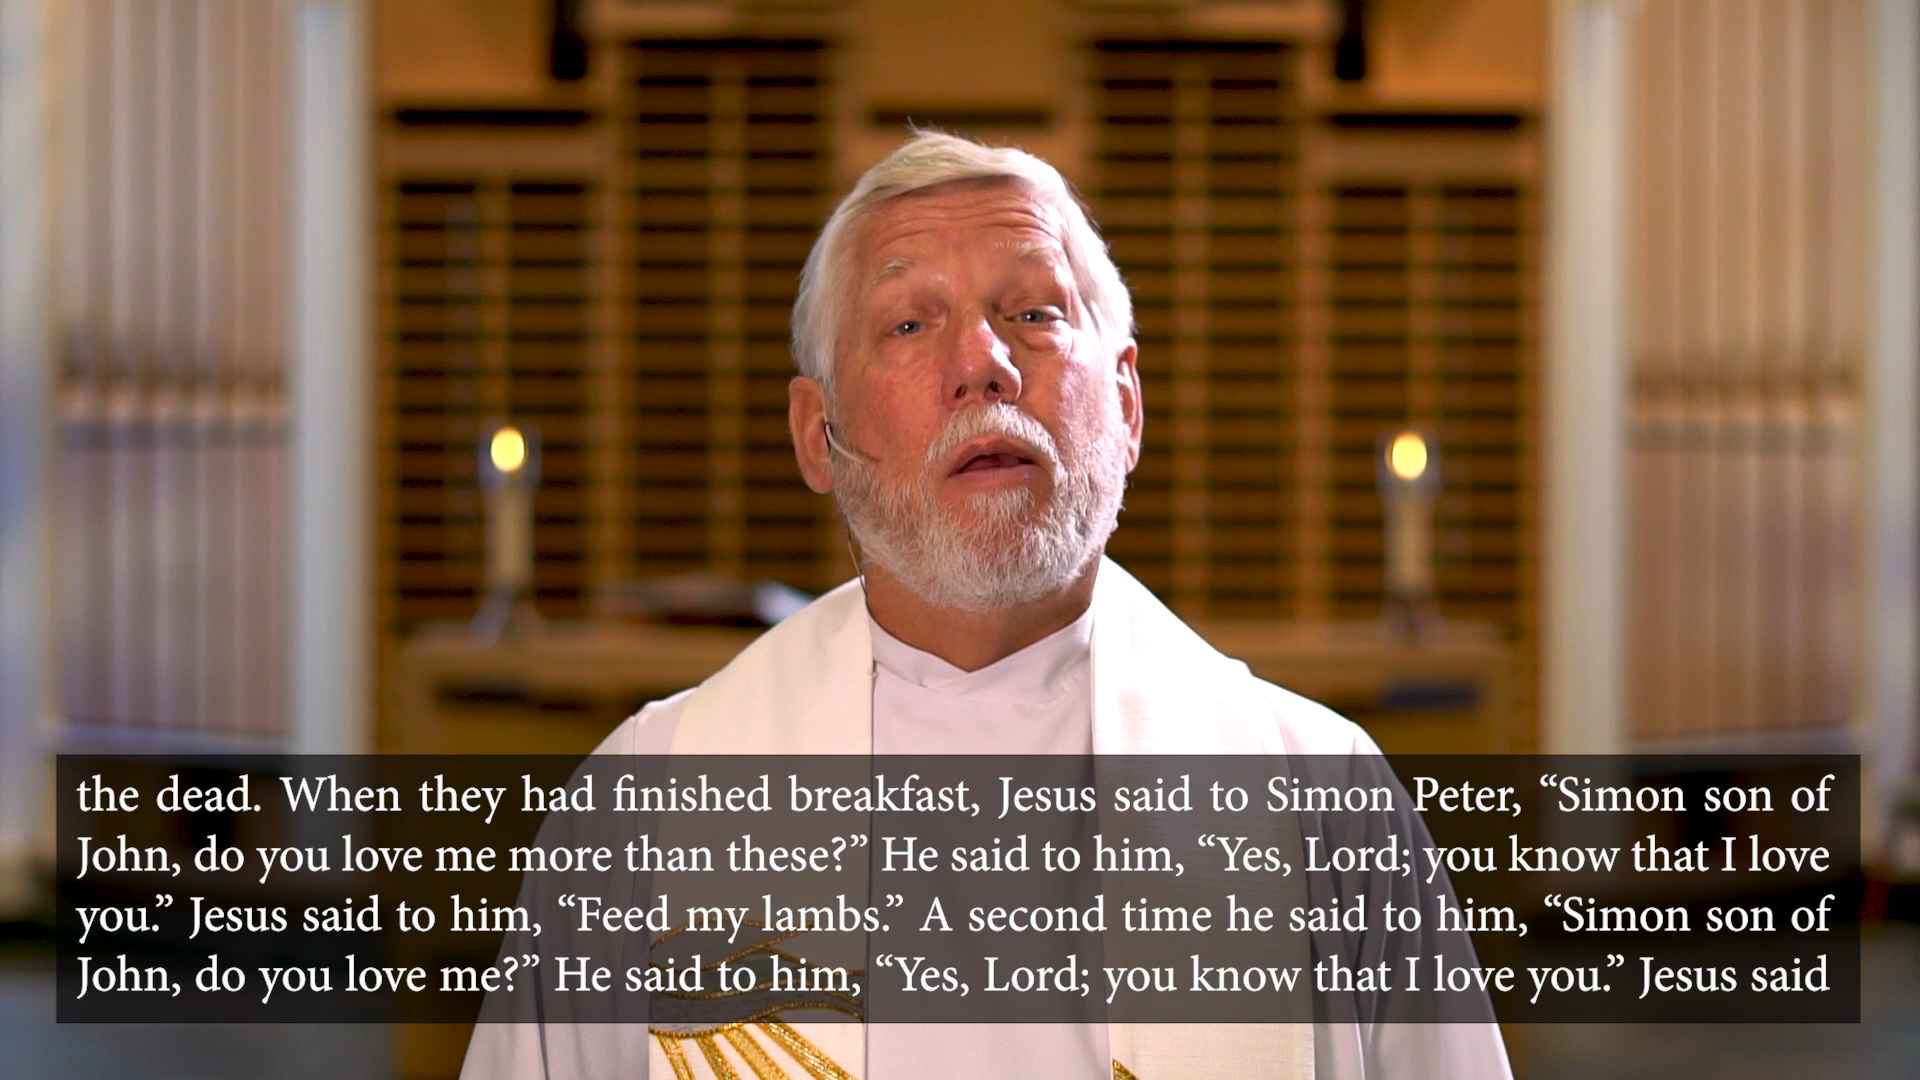 the dead. When they had finished breakfast, Jesus said to Simon Peter, “Simon son of
John, do you love me more than these?” He said to him, “Yes, Lord; you know that I love
you.” Jesus said to him, “Feed my lambs.” A second time he said to him, “Simon son of
John, do you love me?” He said to him, “Yes, Lord; you know that I love you.” Jesus said